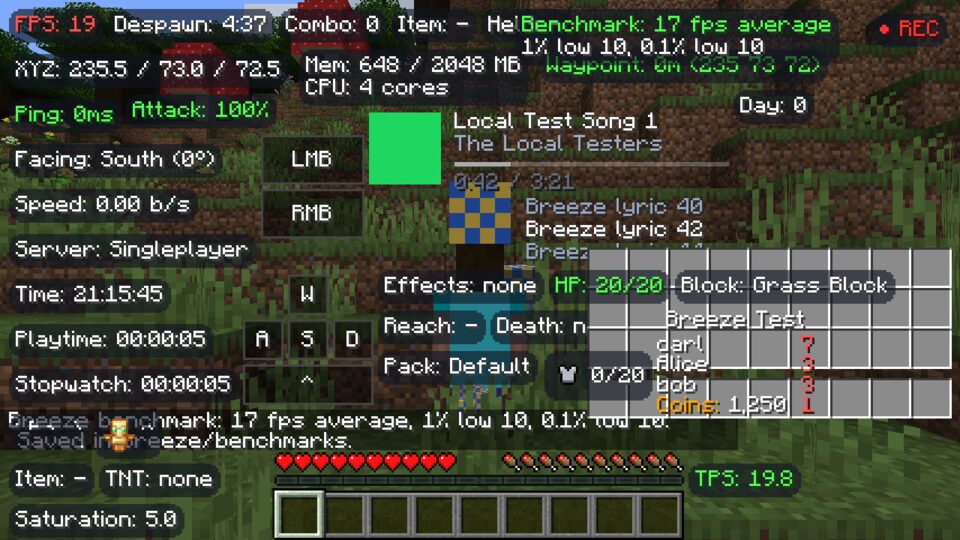 FPS: 19 Despawn: 4:37 Combo: 0 Item: -
Benchmark: 17 fps average
1% low 10, 0.1% low 10
REC
XYZ: 235.5 / 73.0 / 72.5
Mem: 648 / 2048 MB
CPU: 4 cores
Waypoint: 0m (235 73 72)
Day: 0
Ping: 0ms
Attack: 100%
Local Test Song 1
The Local Testers
0:42 / 3:21
Facing: South (0°)
LMB
Speed: 0.00 b/s
RMB
Breeze lyric 40
Breeze lyric 42
Breeze lyric
Server: Singleplayer
Time: 21:15:45
W
Effects: none
HP: 20/20
Block: Grass Block
Reach: -
Death:
Breeze Test
Playtime: 00:00:05
A S D
darl 7
Alice 3
bob 3
Coins: 1,250 1
Pack: Default
0/20
Stopwatch: 00:00:05
^
Breeze benchmark: 17 fps average, 1% low 10, 0.1% low 10.
Saved in breeze/benchmarks.
Item: -
TNT: none
TPS: 19.8
Saturation: 5.0